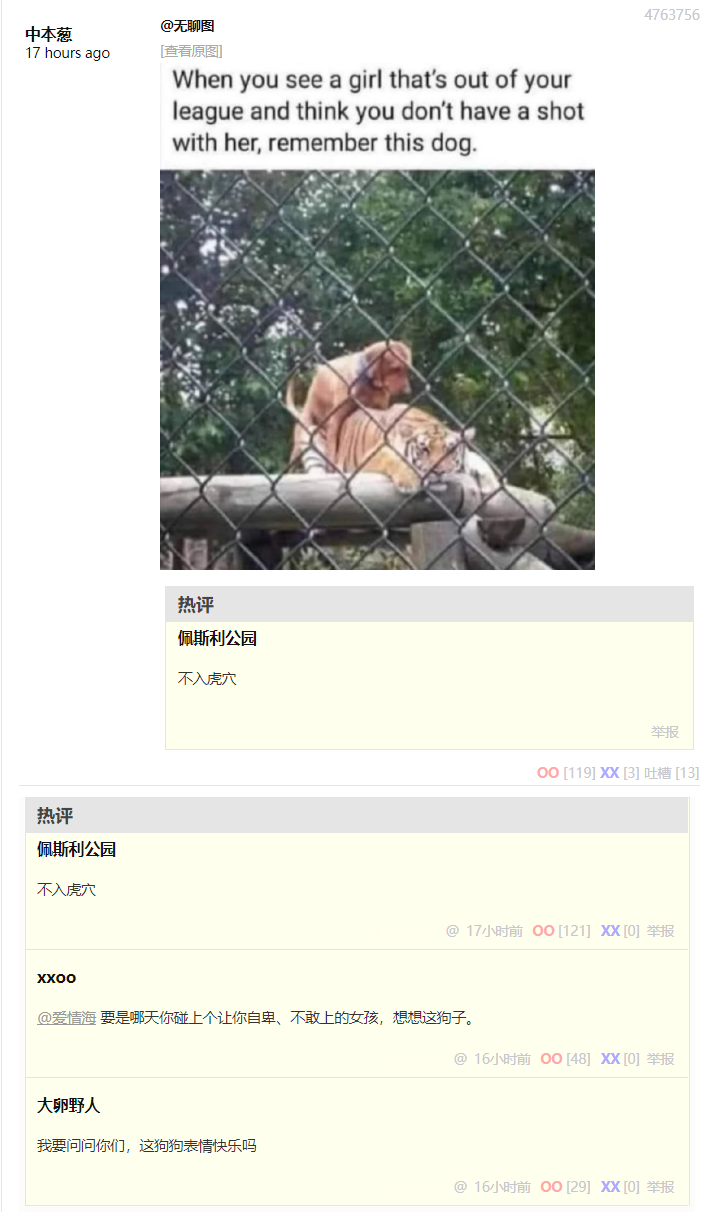 4763756
中本葱
17 hours ago
@无聊图
[查看原图]
When you see a girl that's out of your
league and think you don't have a shot
with her, remember this dog.
热评
佩斯利公园
不入虎穴
举报
OO [119] XX [3] 吐槽 [13]
热评
佩斯利公园
不入虎穴
@ 17小时前 OO [121] XX [0] 举报
xxoo
@爱情海 要是哪天你碰上个让你自卑、不敢上的女孩，想想这狗子。
@ 16小时前 OO [48] XX [0] 举报
大卵野人
我要问问你们，这狗狗表情快乐吗
@ 16小时前 OO [29] XX [0] 举报